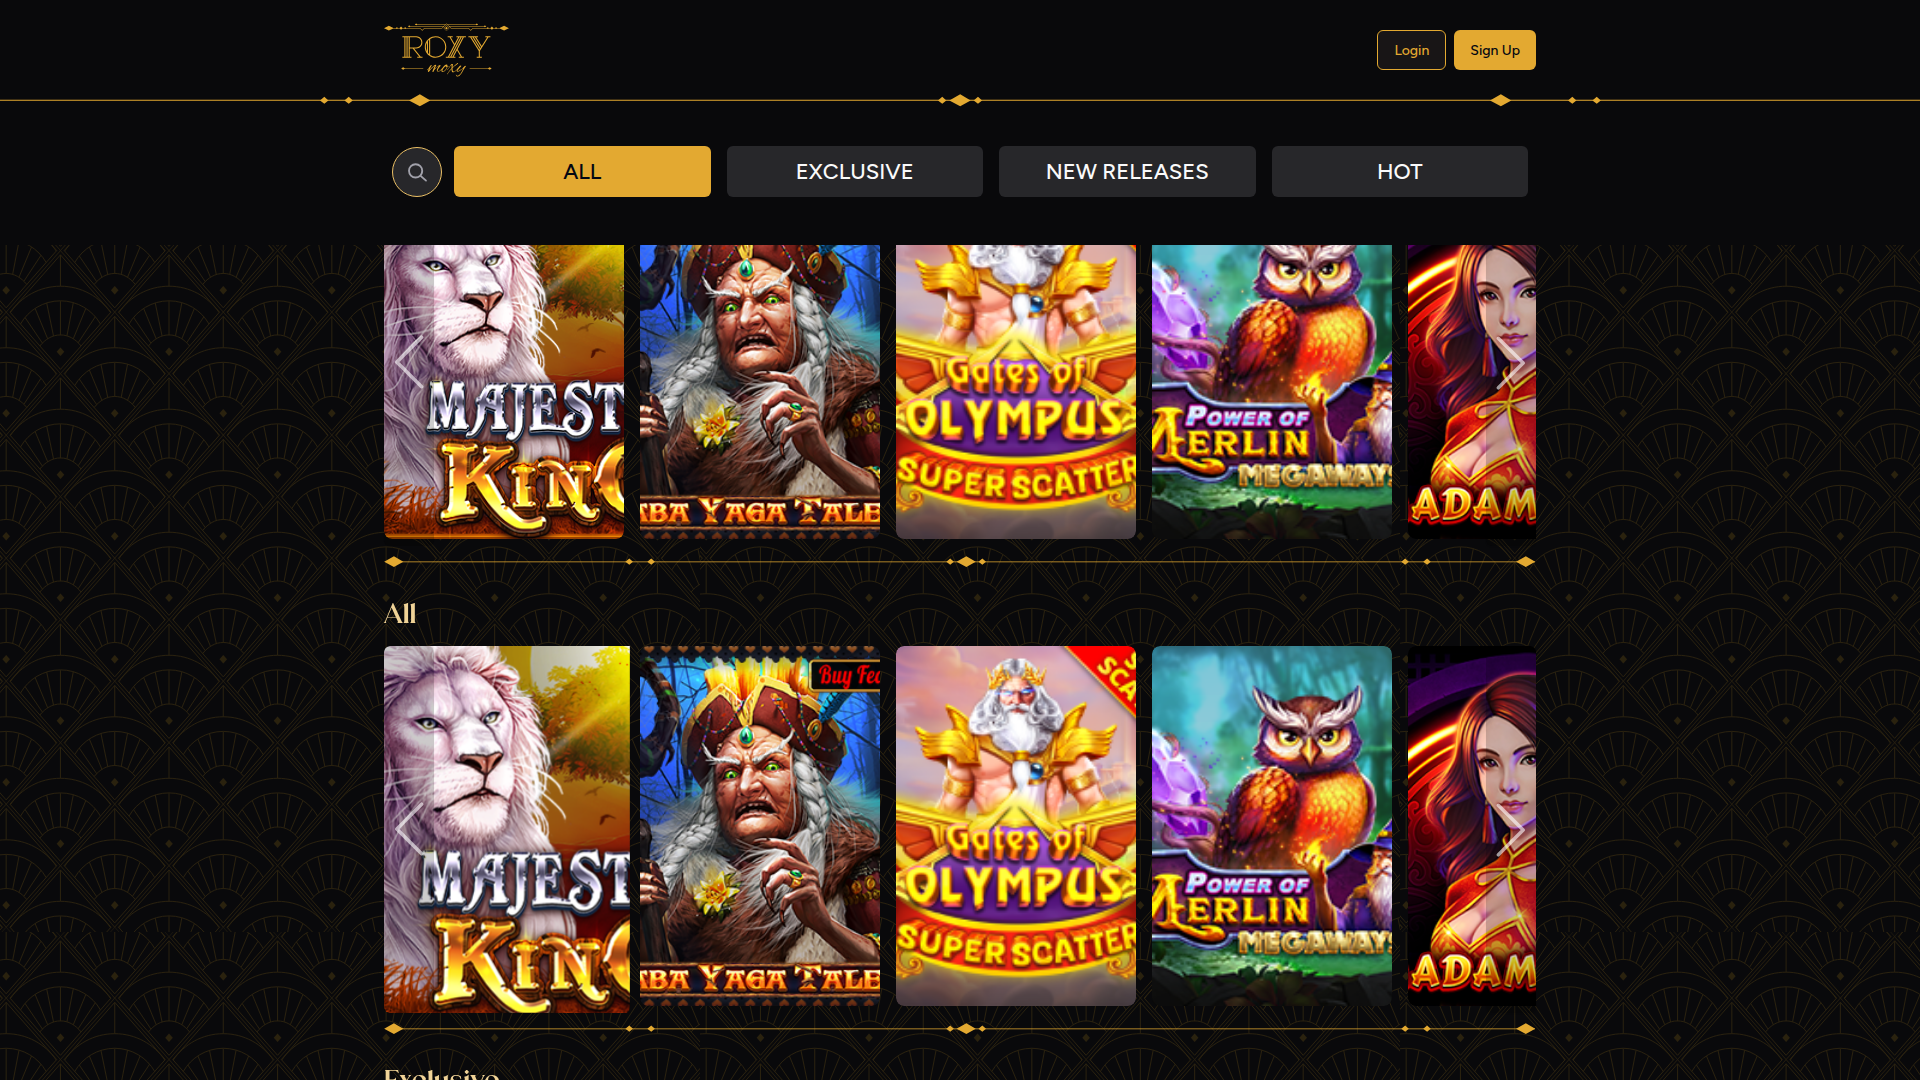 ROXY
moxy
Login
Sign Up
ALL
EXCLUSIVE
NEW RELEASES
HOT
MAJEST
KING
BA YAGA TALE
Gates of
OLYMPUS
SUPER SCATTER
POWER OF
MERLIN
MEGAWAYS
ADAM
All
MAJEST
KING
Buy Fea
BA YAGA TALE
SCA
Gates of
OLYMPUS
SUPER SCATTER
POWER OF
MERLIN
MEGAWAYS
ADAM
Exclusive